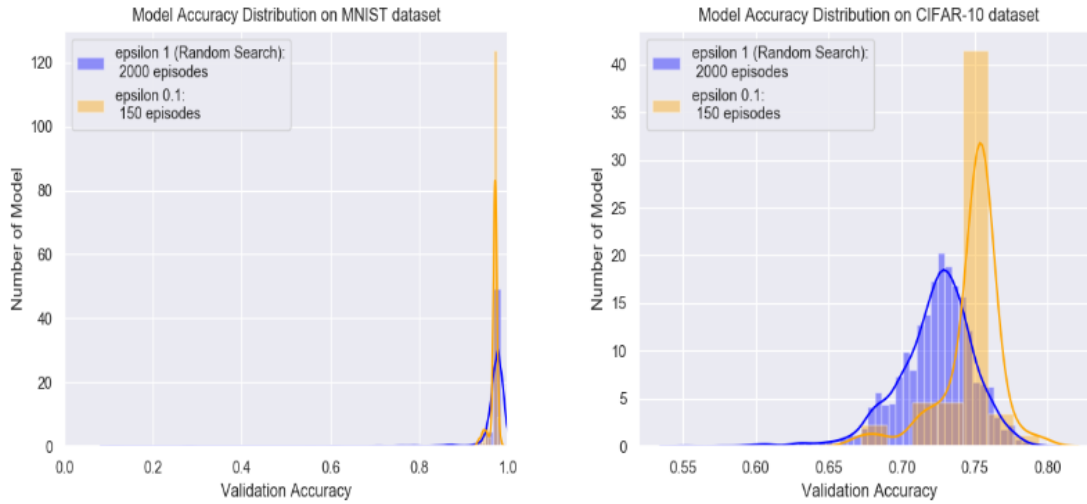 Model Accuracy Distribution on MNIST dataset
epsilon 1 (Random Search):
2000 episodes
epsilon 0.1:
150 episodes
Number of Model
120
100
80
60
40
20
0
0.0 0.2 0.4 0.6 0.8 1.0
Validation Accuracy
Model Accuracy Distribution on CIFAR-10 dataset
epsilon 1 (Random Search):
2000 episodes
epsilon 0.1:
150 episodes
Number of Model
40
35
30
25
20
15
10
5
0
0.55 0.60 0.65 0.70 0.75 0.80
Validation Accuracy